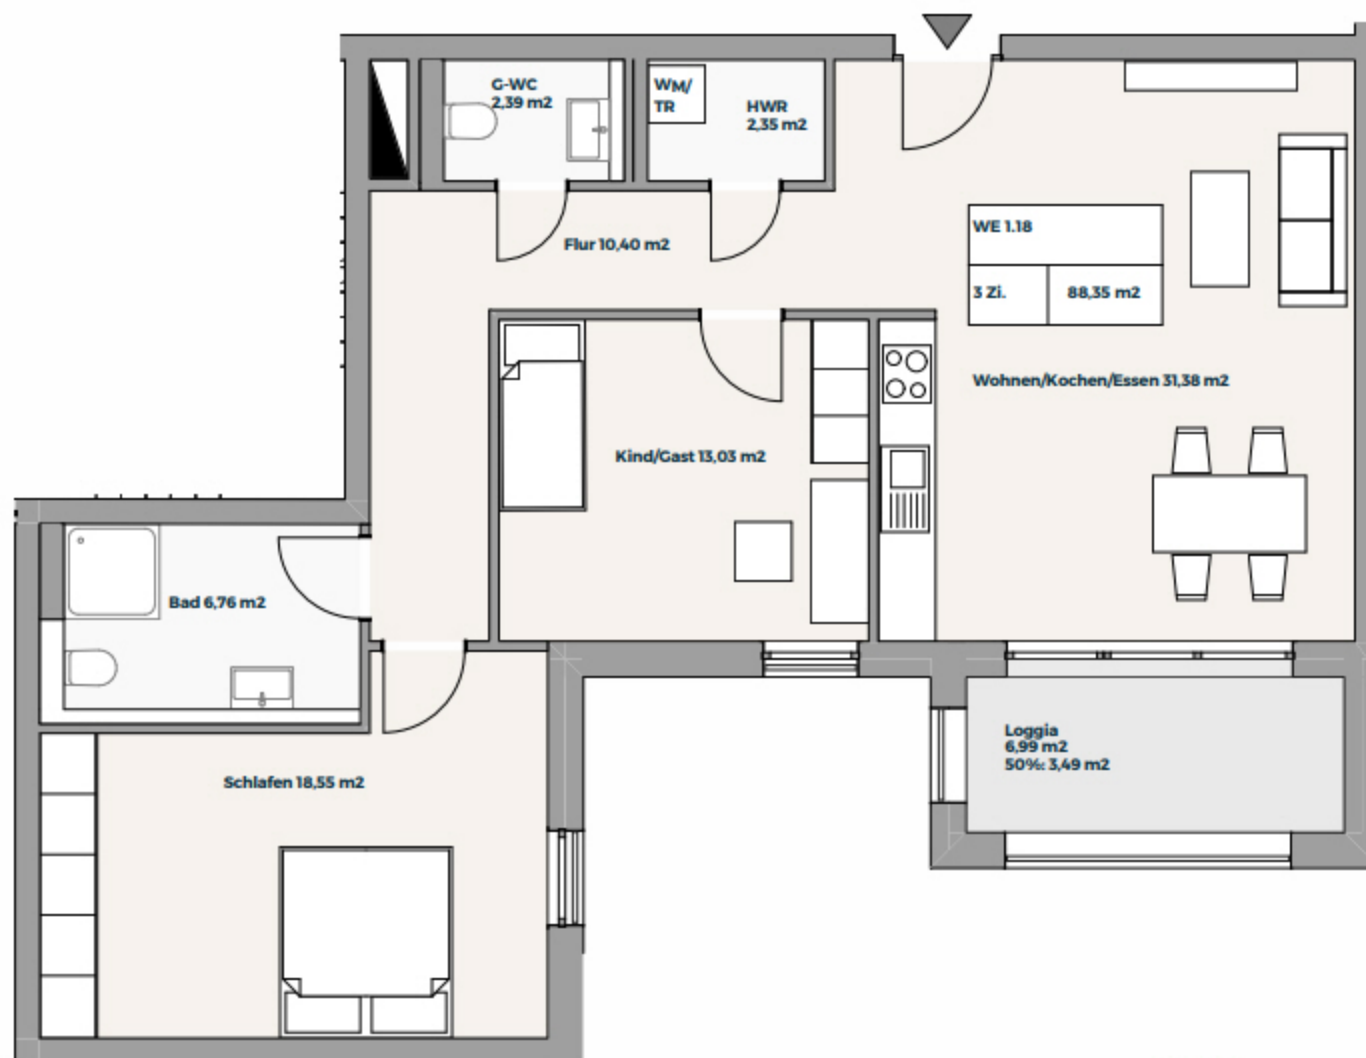 G-WC
2,39 m2
WM/
TR
HWR
2,35 m2
Flur 10,40 m2
WE 1.18
3 Zi.
88,35 m2
Wohnen/Kochen/Essen 31,38 m2
Kind/Gast 13,03 m2
Bad 6,76 m2
Loggia
6,99 m2
50%: 3,49 m2
Schlafen 18,55 m2